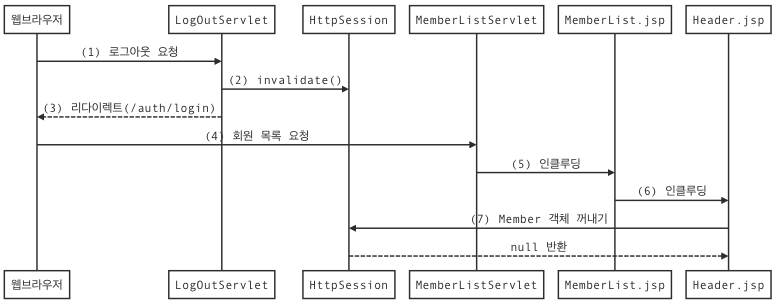 웹브라우저 LogOutServlet HttpSession MemberListServlet MemberList.jsp Header.jsp
(1) 로그아웃 요청
(2) invalidate()
(3) 리다이렉트(/auth/login)
(4) 회원 목록 요청
(5) 인클루딩
(6) 인클루딩
(7) Member 객체 꺼내기
null 반환
웹브라우저 LogOutServlet HttpSession MemberListServlet MemberList.jsp Header.jsp